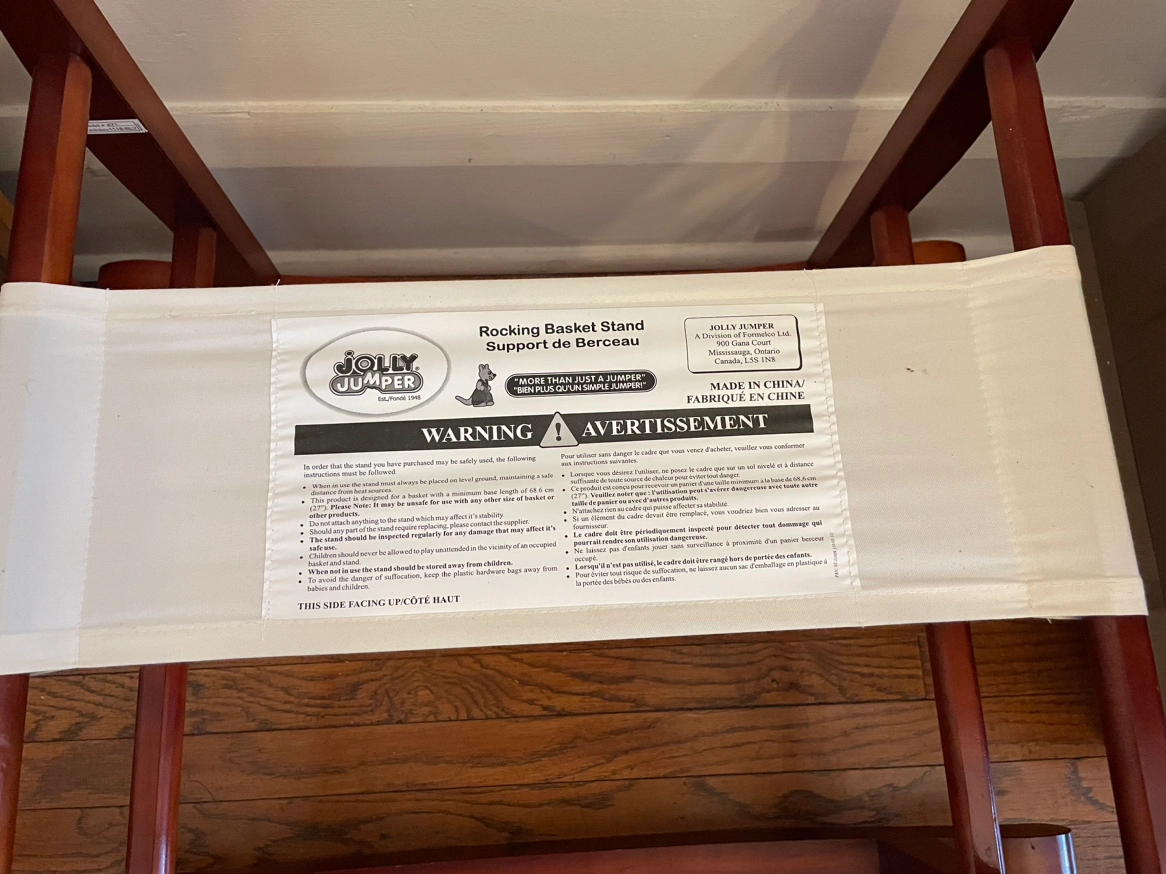 JOLLY
JUMPER
Est./Fondé 1948
Rocking Basket Stand
Support de Berceau
"MORE THAN JUST A JUMPER"
"BIEN PLUS QU'UN SIMPLE JUMPER!"
JOLLY JUMPER
A Division of Formelco Ltd.
900 Gana Court
Mississauga, Ontario
Canada, L5S 1N8
MADE IN CHINA/
FABRIQUÉ EN CHINE
WARNING
AVERTISSEMENT
In order that the stand you have purchased may be safely used, the following
instructions must be followed.
• When in use the stand must always be placed on level ground, maintaining a safe
distance from heat sources.
• This product is designed for a basket with a minimum base length of 68.6 cm
(27"). Please Note: It may be unsafe for use with any other size of basket or
other products.
• Do not attach anything to the stand which may affect it's stability.
• Should any part of the stand require replacing, please contact the supplier.
• The stand should be inspected regularly for any damage that may affect it's
safe use.
• Children should never be allowed to play unattended in the vicinity of an occupied
basket and stand.
• When not in use the stand should be stored away from children.
• To avoid the danger of suffocation, keep the plastic hardware bags away from
babies and children.
THIS SIDE FACING UP/CÔTÉ HAUT
Pour utiliser sans danger le cadre que vous venez d'acheter, veuillez vous conformer
aux instructions suivantes.
• Lorsque vous désirez l'utiliser, ne posez le cadre que sur un sol nivelé et à distance
suffisante de toute source de chaleur pour éviter tout danger.
• Ce produit est conçu pour recevoir un panier d'une taille minimum à la base de 68.6 cm
(27"). Veuillez noter que : l'utilisation peut s'avérer dangereuse avec toute autre
taille de panier ou avec d'autres produits.
• N'attachez rien au cadre qui puisse affecter sa stabilité.
• Si un élément du cadre devait être remplacé, vous voudriez bien vous adresser au
fournisseur.
• Le cadre doit être périodiquement inspecté pour détecter tout dommage qui
pourrait rendre son utilisation dangereuse.
• Ne laissez pas d'enfants jouer sans surveillance à proximité d'un panier berceur
occupé.
• Lorsqu'il n'est pas utilisé, le cadre doit être rangé hors de portée des enfants.
• Pour éviter tout risque de suffocation, ne laissez aucun sac d'emballage en plastique à
la portée des bébés ou des enfants.